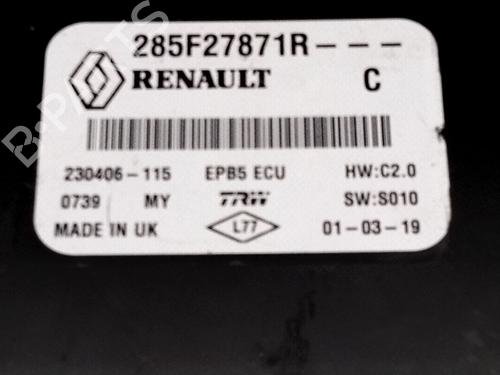 285F27871R---
RENAULT C
230406-115 EPB5 ECU HW:C2.0
0739 MY TRW SW:S010
MADE IN UK L77 01-03-19
B-PARTS